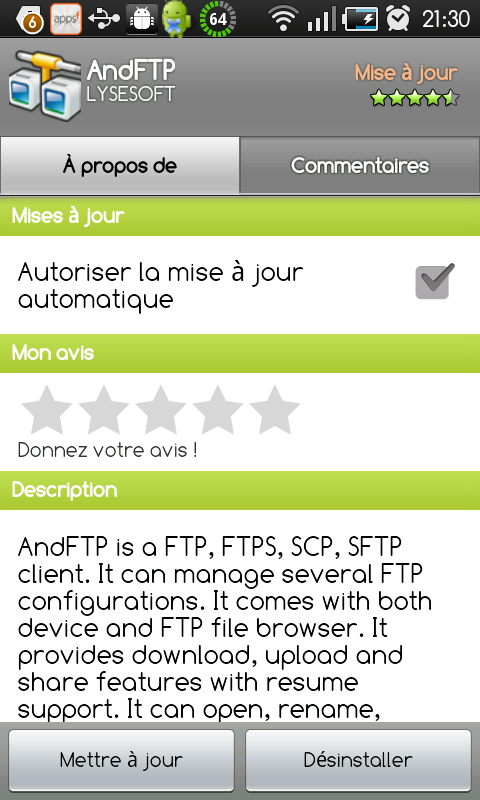 6 apps 64 21:30
AndFTP
LYSESOFT
Mise à jour
À propos de
Commentaires
Mises à jour
Autoriser la mise à jour
automatique
Mon avis
Donnez votre avis !
Description
AndFTP is a FTP, FTPS, SCP, SFTP
client. It can manage several FTP
configurations. It comes with both
device and FTP file browser. It
provides download, upload and
share features with resume
support. It can open, rename,
Mettre à jour
Désinstaller